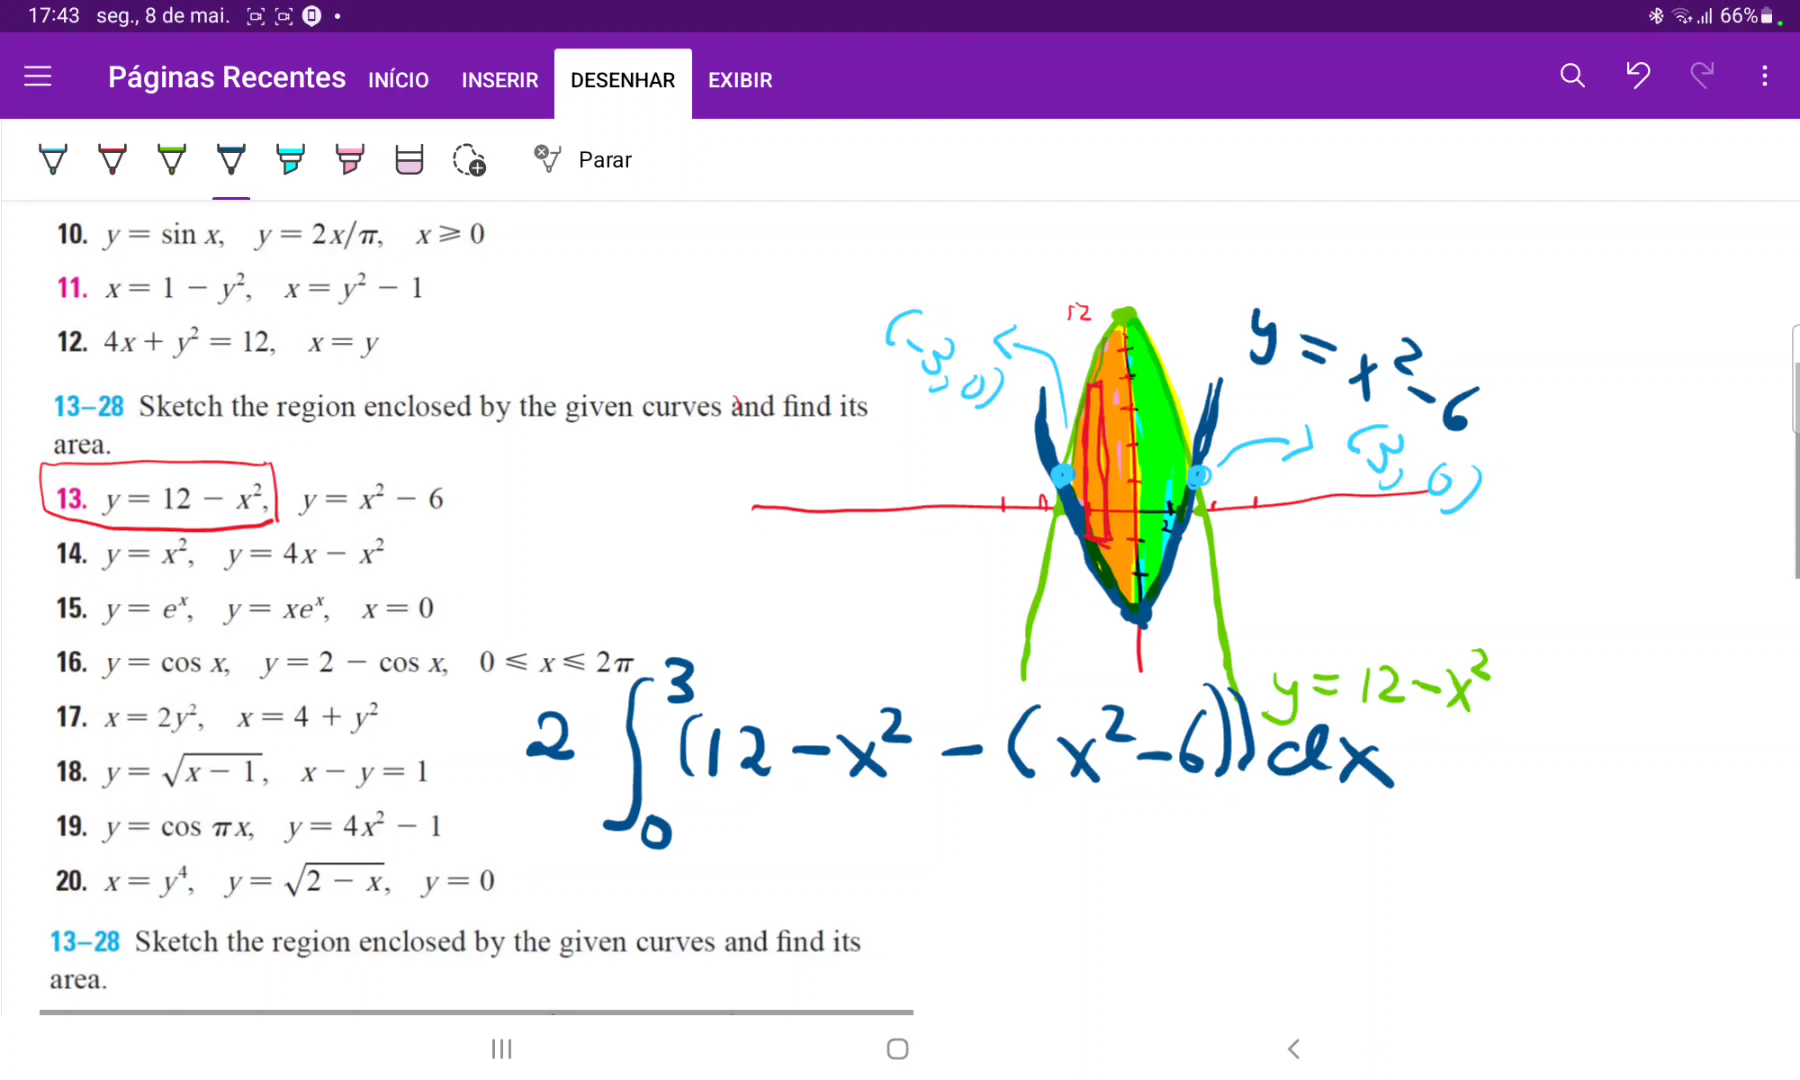 17:43 seg., 8 de mai.
66%
Páginas Recentes INÍCIO INSERIR DESENHAR EXIBIR
Parar
10. y = sin x, y = 2x/π, x ⩾ 0
11. x = 1 − y², x = y² − 1
12. 4x + y² = 12, x = y
13–28 Sketch the region enclosed by the given curves and find its
area.
13. y = 12 − x², y = x² − 6
14. y = x², y = 4x − x²
15. y = eˣ, y = xeˣ, x = 0
16. y = cos x, y = 2 − cos x, 0 ⩽ x ⩽ 2π
17. x = 2y², x = 4 + y²
18. y = √(x − 1), x − y = 1
19. y = cos πx, y = 4x² − 1
20. x = y⁴, y = √(2 − x), y = 0
13–28 Sketch the region enclosed by the given curves and find its
area.
12
(-3, 0)
y = x² - 6
(3, 0)
y = 12 - x²
2 ∫₀³ (12 - x² - (x² - 6)) dx